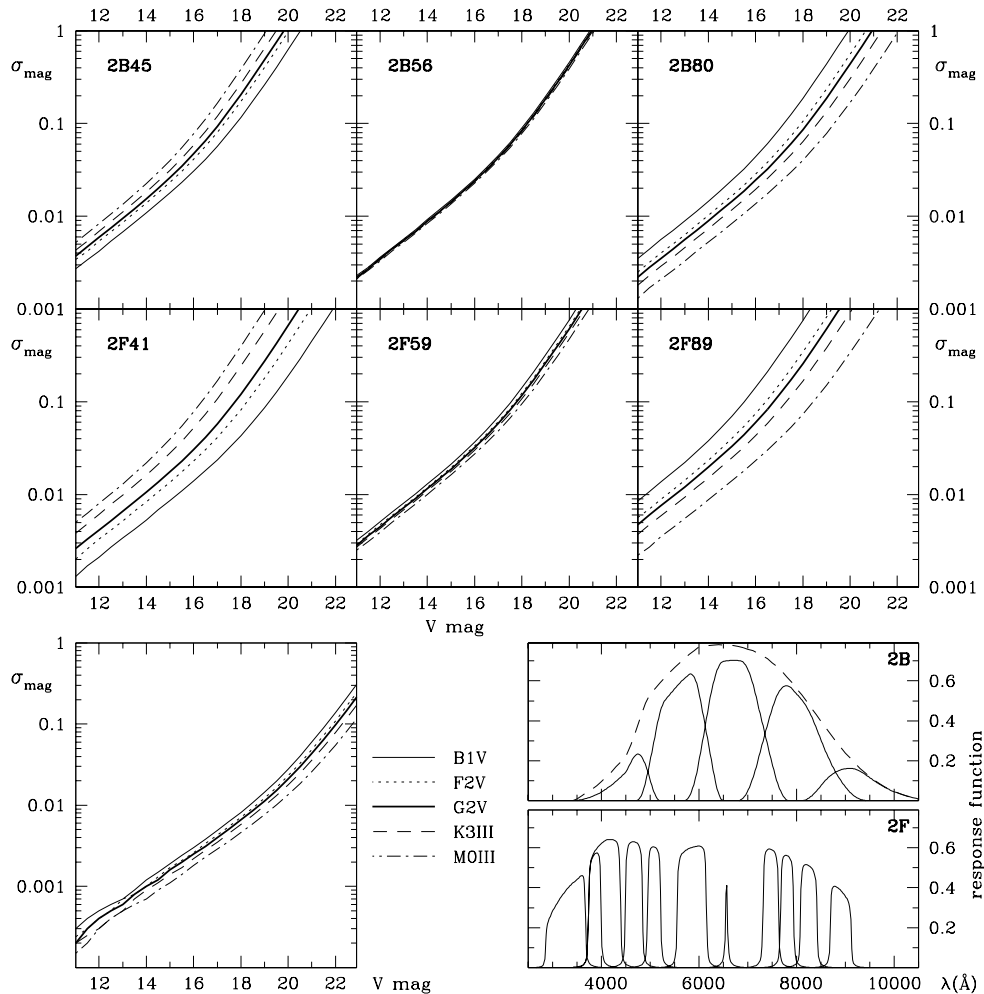 12 14 16 18 20 22 12 14 16 18 20 22 12 14 16 18 20 22
1 2B45 2B56 2B80 1
σmag σmag
0.1 0.1
0.01 0.01
0.001 0.001
σmag 2F41 2F59 2F89 σmag
0.1 0.1
0.01 0.01
0.001 0.001
12 14 16 18 20 22 12 14 16 18 20 22 12 14 16 18 20 22
V mag
1
σmag
0.1
0.01
0.001
12 14 16 18 20 22
V mag
B1V
F2V
G2V
K3III
M0III
2B
0.6
0.4
0.2
2F
0.6
0.4
0.2
response function
4000 6000 8000 10000 λ(Å)